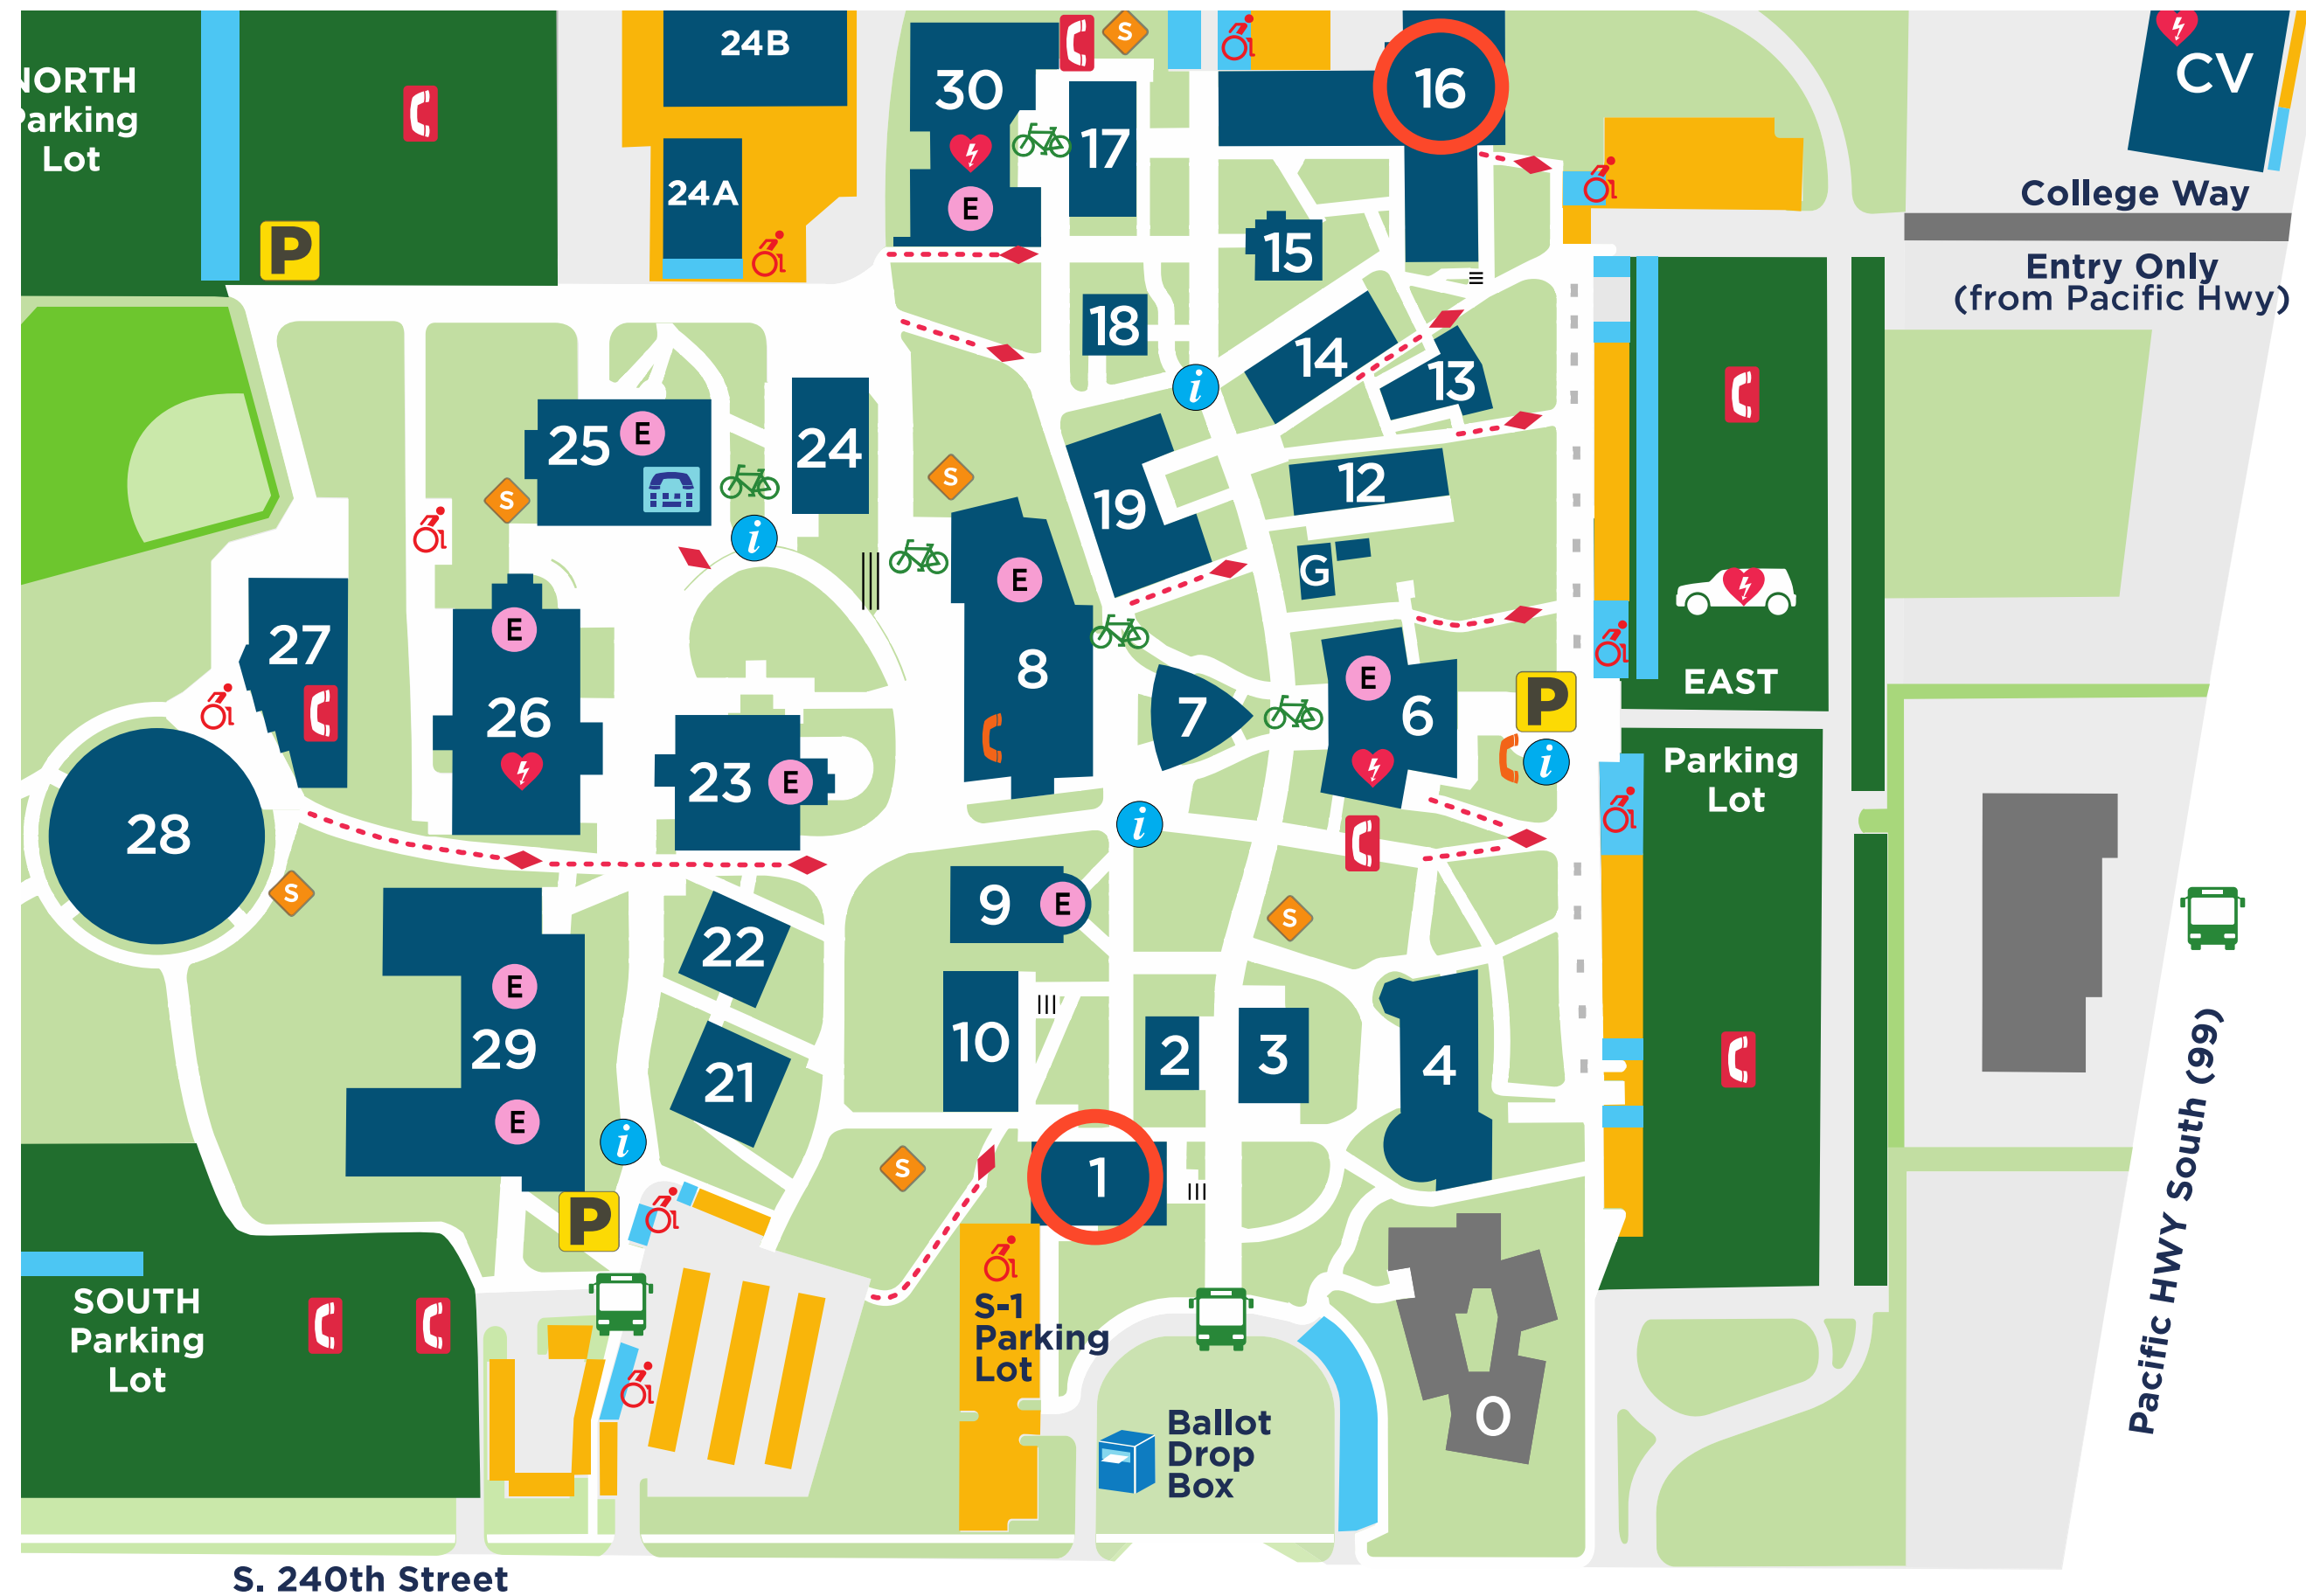 24B
30
S
16
CV
NORTH
Parking
Lot
17
24A
E
College Way
P
15
Entry Only
(from Pacific Hwy)
18
14
13
i
25
E
24
S
S
12
19
i
G
E
E
27
E
8
E
EAST
26
7
6
P
23
E
i
Parking
Lot
28
i
9
E
S
S
22
E
10
2
3
4
29
21
Pacific HWY South (99)
E
i
S
1
P
SOUTH
Parking
Lot
S-1
Parking
Lot
0
Ballot
Drop
Box
S. 240th Street